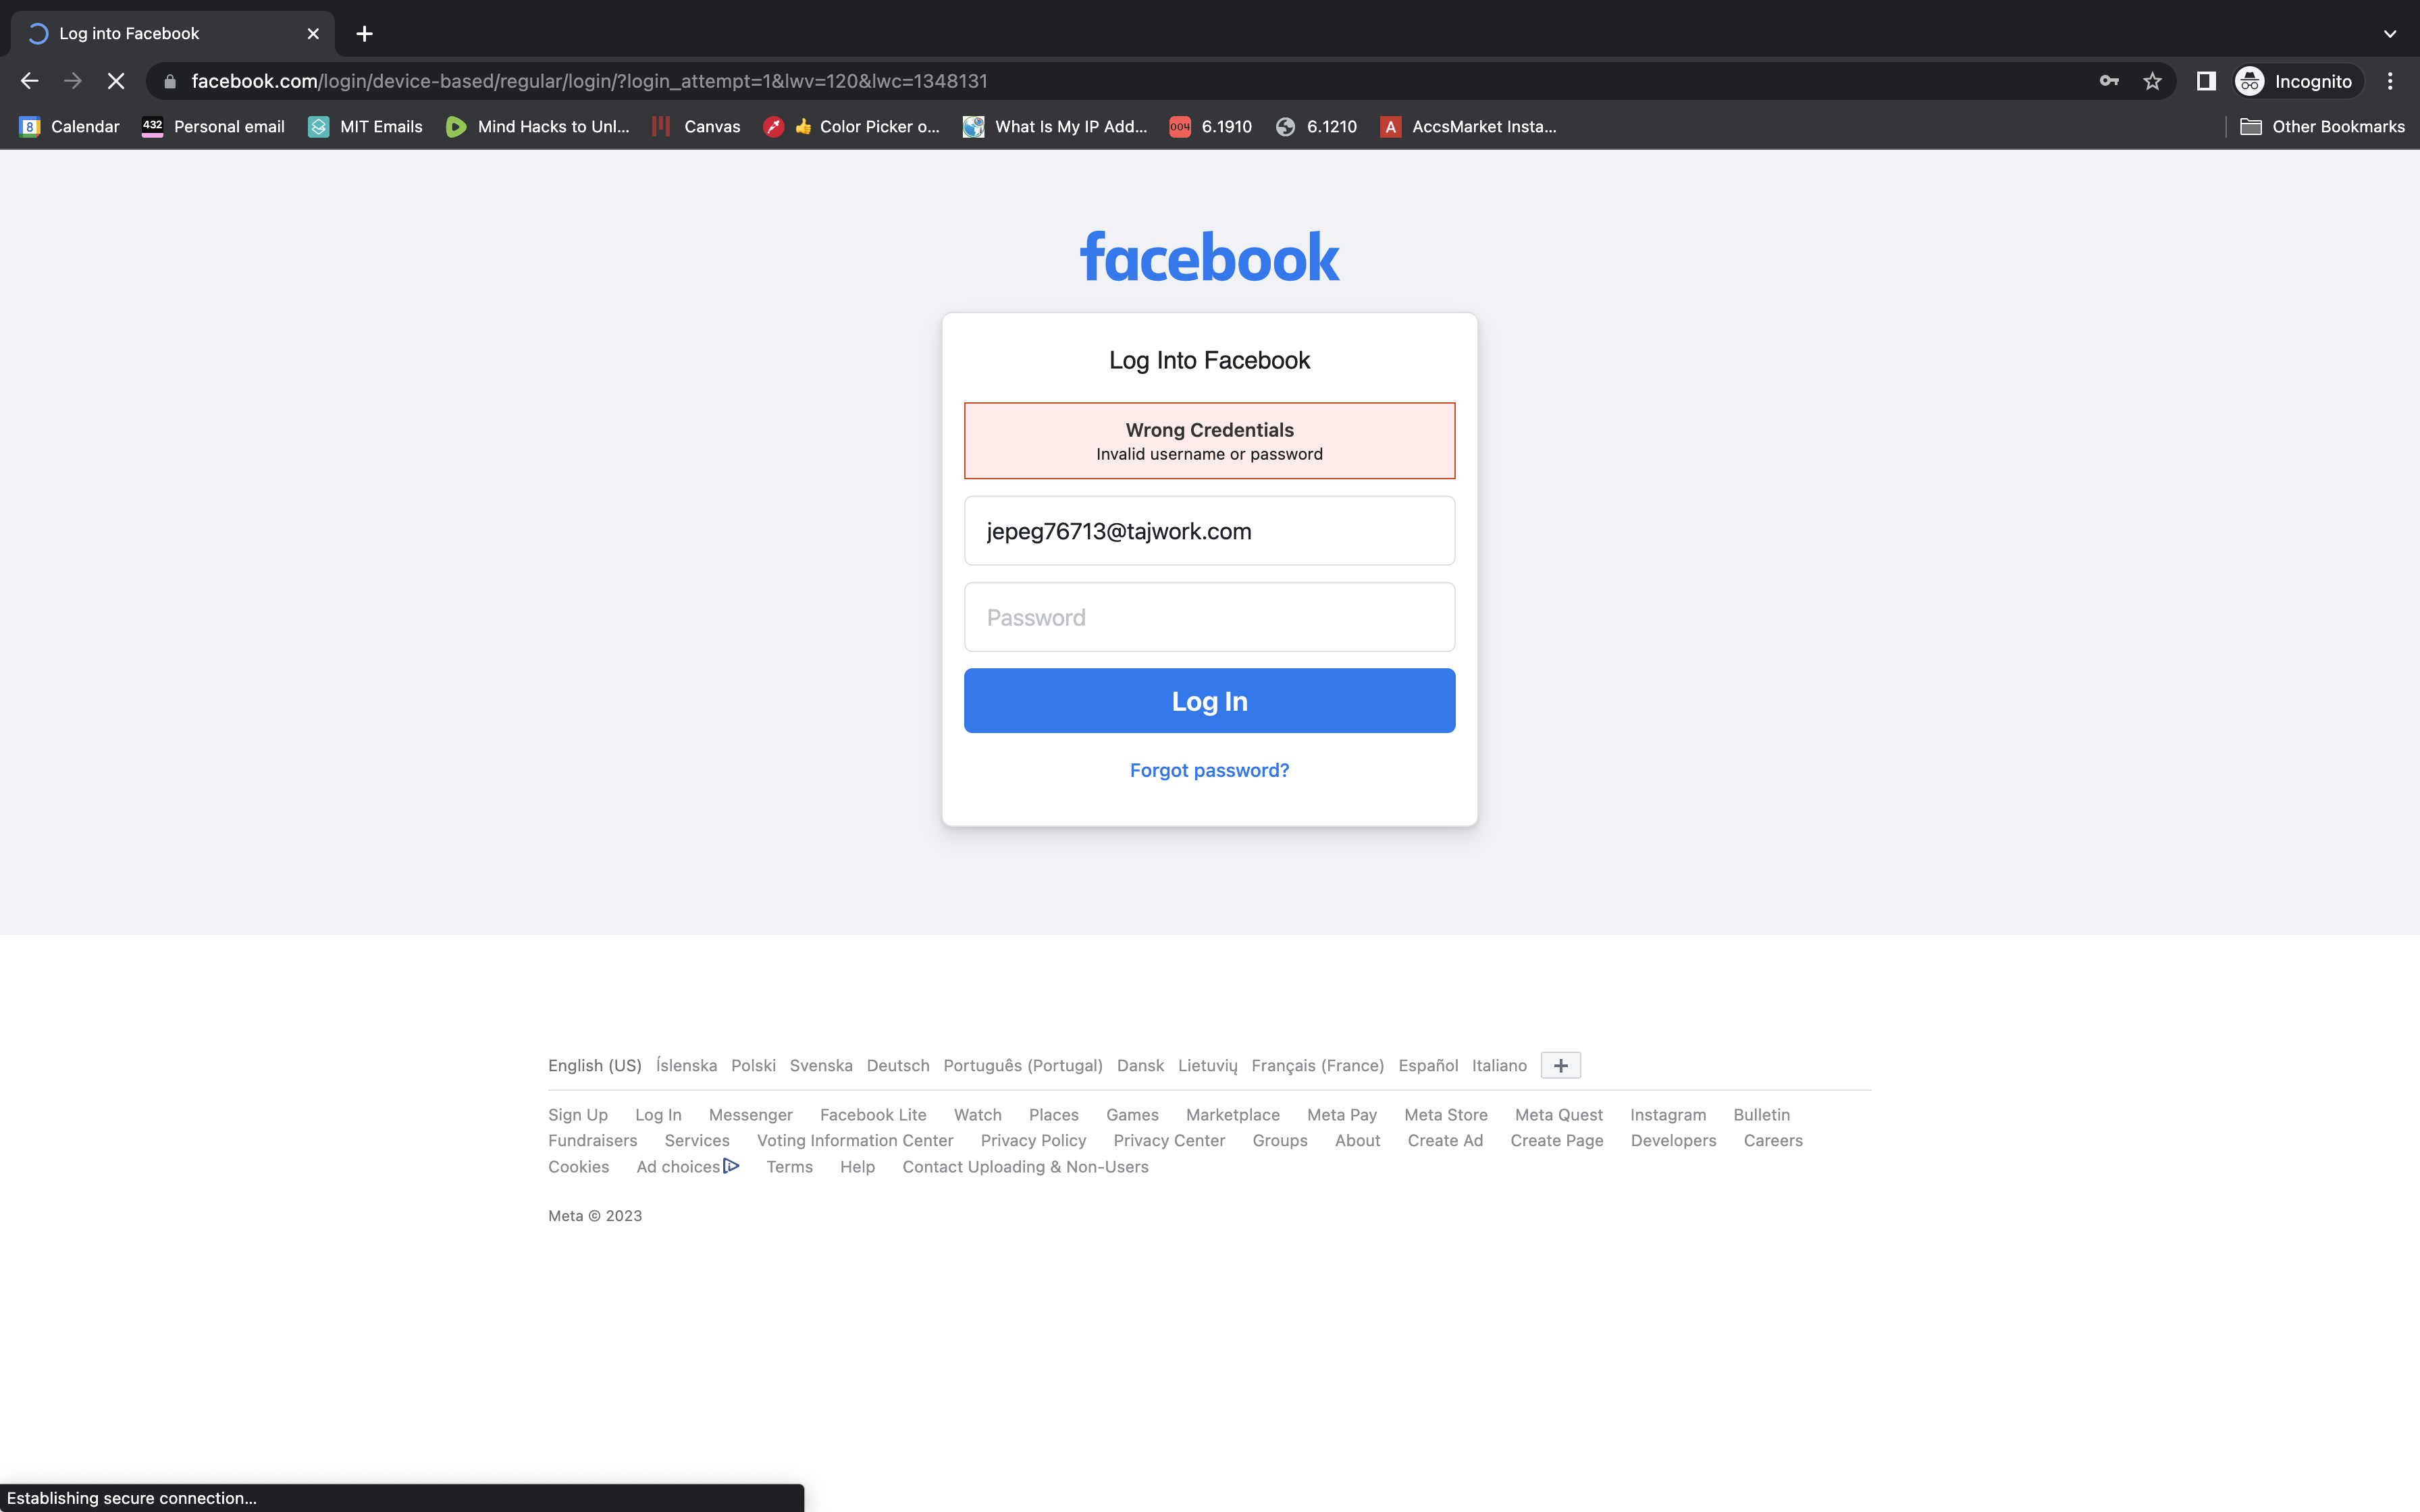 Log into Facebook
facebook.com/login/device-based/regular/login/?login_attempt=1&lwv=120&lwc=1348131
Incognito
8 Calendar 432 Personal email MIT Emails Mind Hacks to Unl... Canvas 👍 Color Picker o... What Is My IP Add... 004 6.1910 6.1210 A AccsMarket Insta... Other Bookmarks
facebook
Log Into Facebook
Wrong Credentials
Invalid username or password
jepeg76713@tajwork.com
Password
Log In
Forgot password?
English (US) Íslenska Polski Svenska Deutsch Português (Portugal) Dansk Lietuvių Français (France) Español Italiano +
Sign Up Log In Messenger Facebook Lite Watch Places Games Marketplace Meta Pay Meta Store Meta Quest Instagram Bulletin
Fundraisers Services Voting Information Center Privacy Policy Privacy Center Groups About Create Ad Create Page Developers Careers
Cookies Ad choices Terms Help Contact Uploading & Non-Users
Meta © 2023
Establishing secure connection...